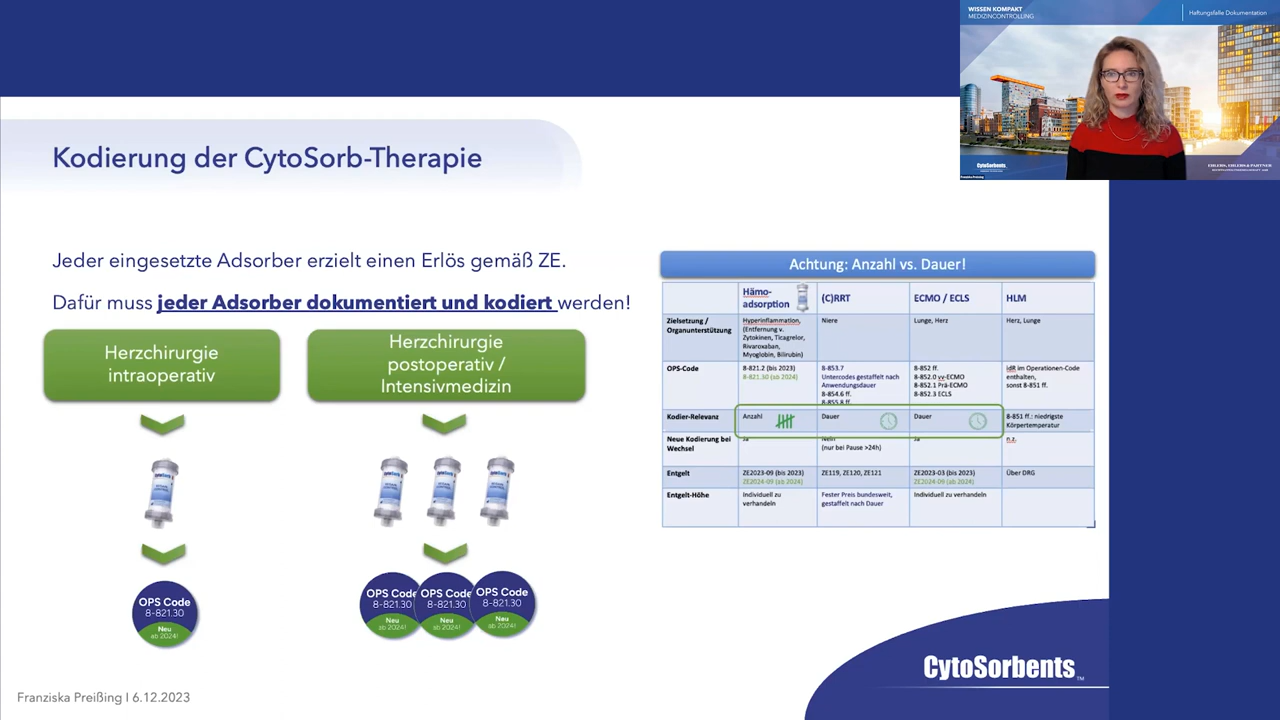 WISSEN KOMPAKT
MEDIZINCONTROLLING
Haftungsfalle Dokumentation
CytoSorbents
EHLERS, EHLERS & PARTNER
Franziska Preißing
Kodierung der CytoSorb-Therapie
Jeder eingesetzte Adsorber erzielt einen Erlös gemäß ZE.
Dafür muss jeder Adsorber dokumentiert und kodiert werden!
Herzchirurgie
intraoperativ
Herzchirurgie
postoperativ /
Intensivmedizin
OPS Code
8-821.30
Neu
ab 2024!
OPS Code
8-821.30
Neu
ab 2024!
OPS Code
8-821.30
Neu
ab 2024!
OPS Code
8-821.30
Neu
ab 2024!
Achtung: Anzahl vs. Dauer!
Hämo-
adsorption
(C)RRT
ECMO / ECLS
HLM
Zielsetzung /
Organunterstützung
Hyperinflammation,
(Entfernung v.
Zytokinen, Ticagrelor,
Rivaroxaban,
Myoglobin, Bilirubin)
Niere
Lunge, Herz
Herz, Lunge
OPS-Code
8-821.2 (bis 2023)
8-821.30 (ab 2024)
8-853.7
Untercodes gestaffelt nach
Anwendungsdauer
8-854.6 ff.
8-855.8 ff.
8-852 ff.
8-852.0 vv-ECMO
8-852.1 Prä-ECMO
8-852.3 ECLS
IdR im Operationen-Code
enthalten,
sonst 8-851 ff.
Kodier-Relevanz
Anzahl
Dauer
Dauer
8-851 ff.: niedrigste
Körpertemperatur
Neue Kodierung bei
Wechsel
Ja
Nein
(nur bei Pause >24h)
Ja
n.z.
Entgelt
ZE2023-09 (bis 2023)
ZE2024-09 (ab 2024)
ZE119, ZE120, ZE121
ZE2023-03 (bis 2023)
ZE2024-09 (ab 2024)
Über DRG
Entgelt-Höhe
Individuell zu
verhandeln
Fester Preis bundesweit,
gestaffelt nach Dauer
Individuell zu verhandeln
CytoSorbents™
Franziska Preißing I 6.12.2023